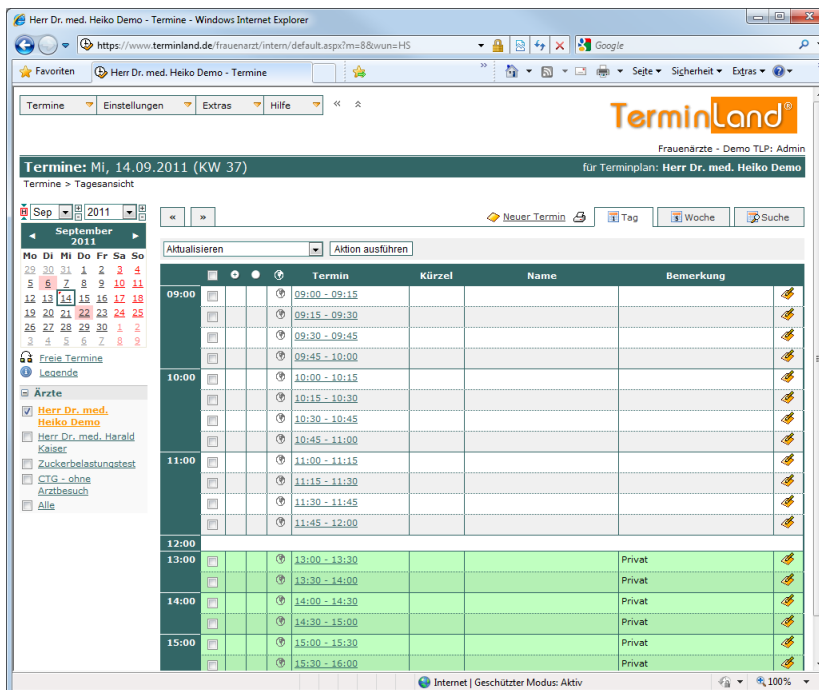 Herr Dr. med. Heiko Demo - Termine - Windows Internet Explorer
https://www.terminland.de/frauenarzt/intern/default.aspx?m=8&wun=HS
Google
Favoriten Herr Dr. med. Heiko Demo - Termine Seite Sicherheit Extras
Termine Einstellungen Extras Hilfe « »
TerminLand®
Frauenärzte - Demo TLP: Admin
Termine: Mi, 14.09.2011 (KW 37) für Terminplan: Herr Dr. med. Heiko Demo
Termine > Tagesansicht
Sep 2011 « » Neuer Termin Tag Woche Suche
September
2011
Mo Di Mi Do Fr Sa So
29 30 31 1 2 3 4
5 6 7 8 9 10 11
12 13 14 15 16 17 18
19 20 21 22 23 24 25
26 27 28 29 30 1 2
3 4 5 6 7 8 9
Freie Termine
Legende
Ärzte
Herr Dr. med.
Heiko Demo
Herr Dr. med. Harald
Kaiser
Zuckerbelastungstest
CTG - ohne
Arztbesuch
Alle
Aktualisieren Aktion ausführen
Termin Kürzel Name Bemerkung
09:00 09:00 - 09:15
09:15 - 09:30
09:30 - 09:45
09:45 - 10:00
10:00 10:00 - 10:15
10:15 - 10:30
10:30 - 10:45
10:45 - 11:00
11:00 11:00 - 11:15
11:15 - 11:30
11:30 - 11:45
11:45 - 12:00
12:00
13:00 13:00 - 13:30 Privat
13:30 - 14:00 Privat
14:00 14:00 - 14:30 Privat
14:30 - 15:00 Privat
15:00 15:00 - 15:30 Privat
15:30 - 16:00 Privat
Internet | Geschützter Modus: Aktiv 100%